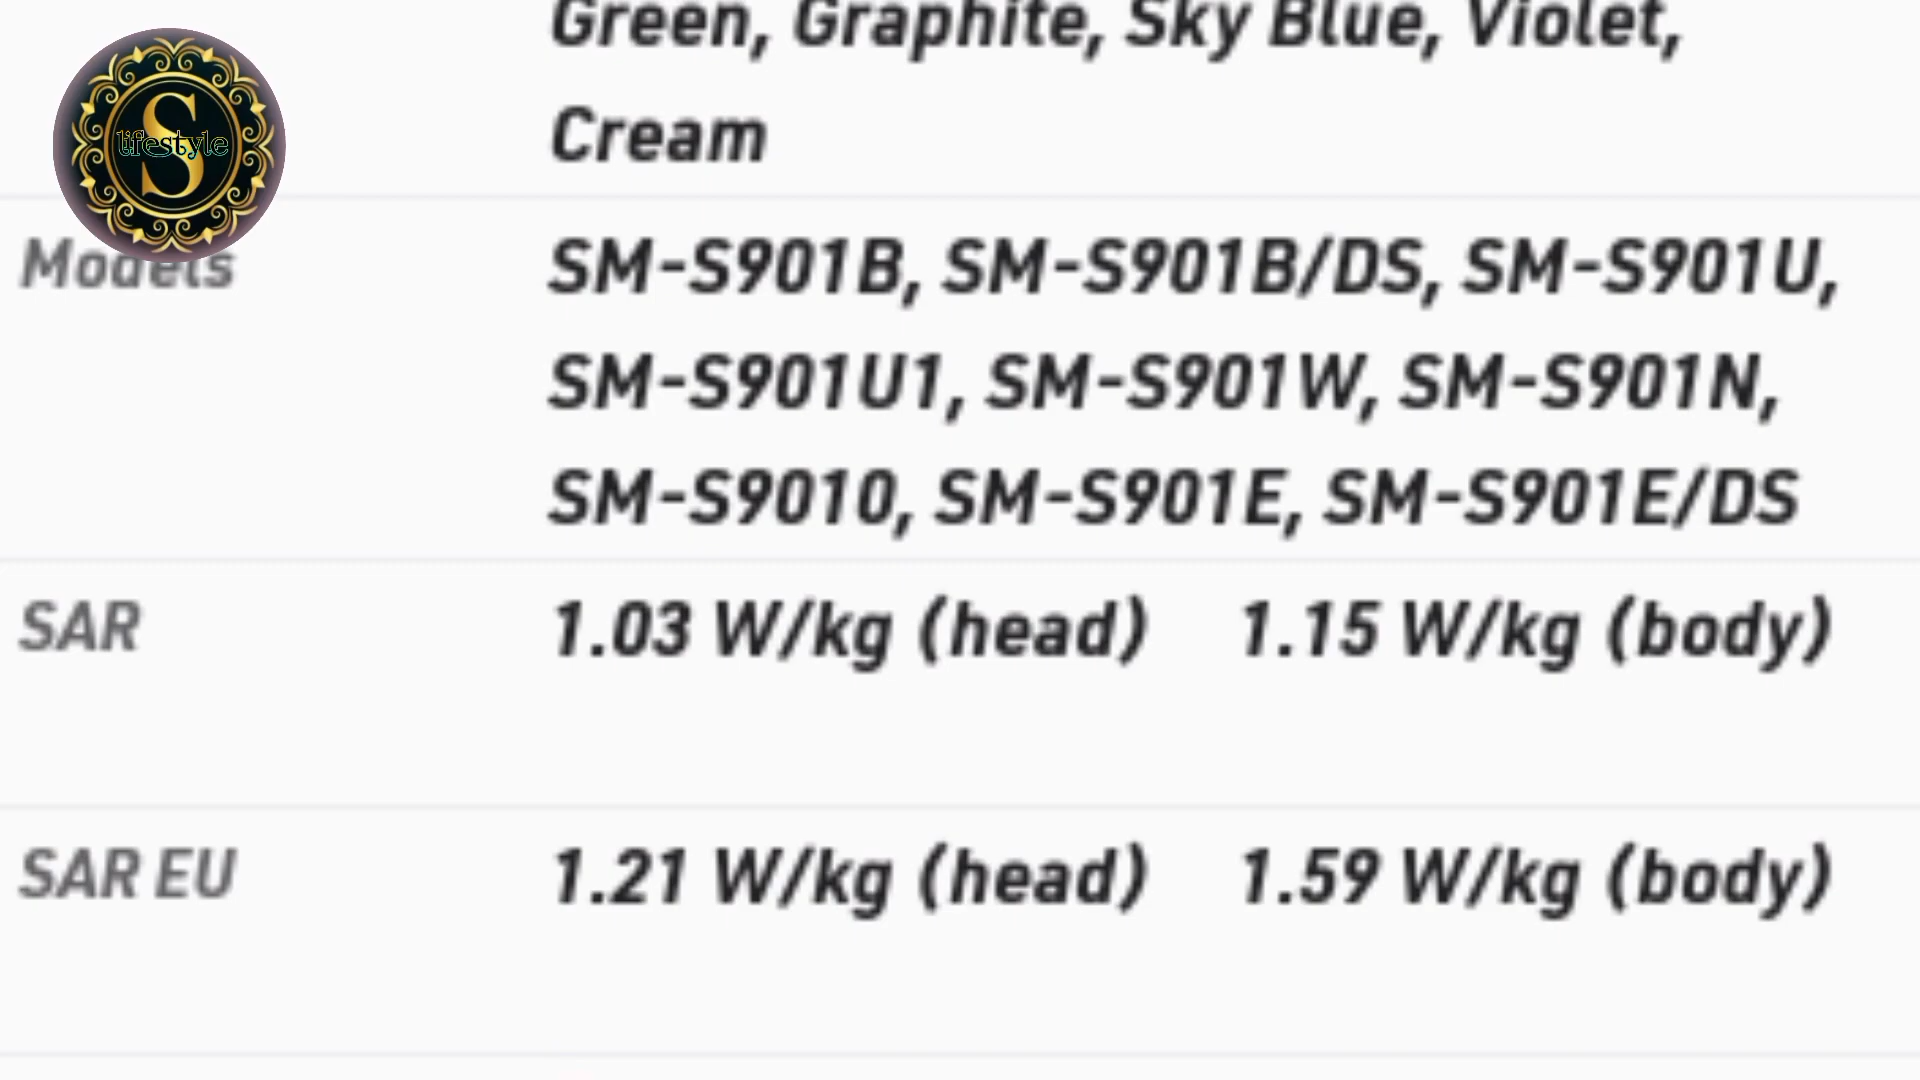 Green, Graphite, Sky Blue, Violet,
Cream
S
lifestyle
Models
SM-S901B, SM-S901B/DS, SM-S901U,
SM-S901U1, SM-S901W, SM-S901N,
SM-S9010, SM-S901E, SM-S901E/DS
SAR
1.03 W/kg (head) 1.15 W/kg (body)
SAR EU
1.21 W/kg (head) 1.59 W/kg (body)